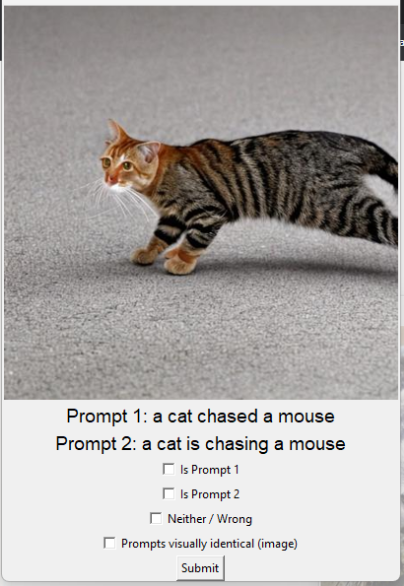 Prompt 1: a cat chased a mouse
Prompt 2: a cat is chasing a mouse
Is Prompt 1
Is Prompt 2
Neither / Wrong
Prompts visually identical (image)
Submit